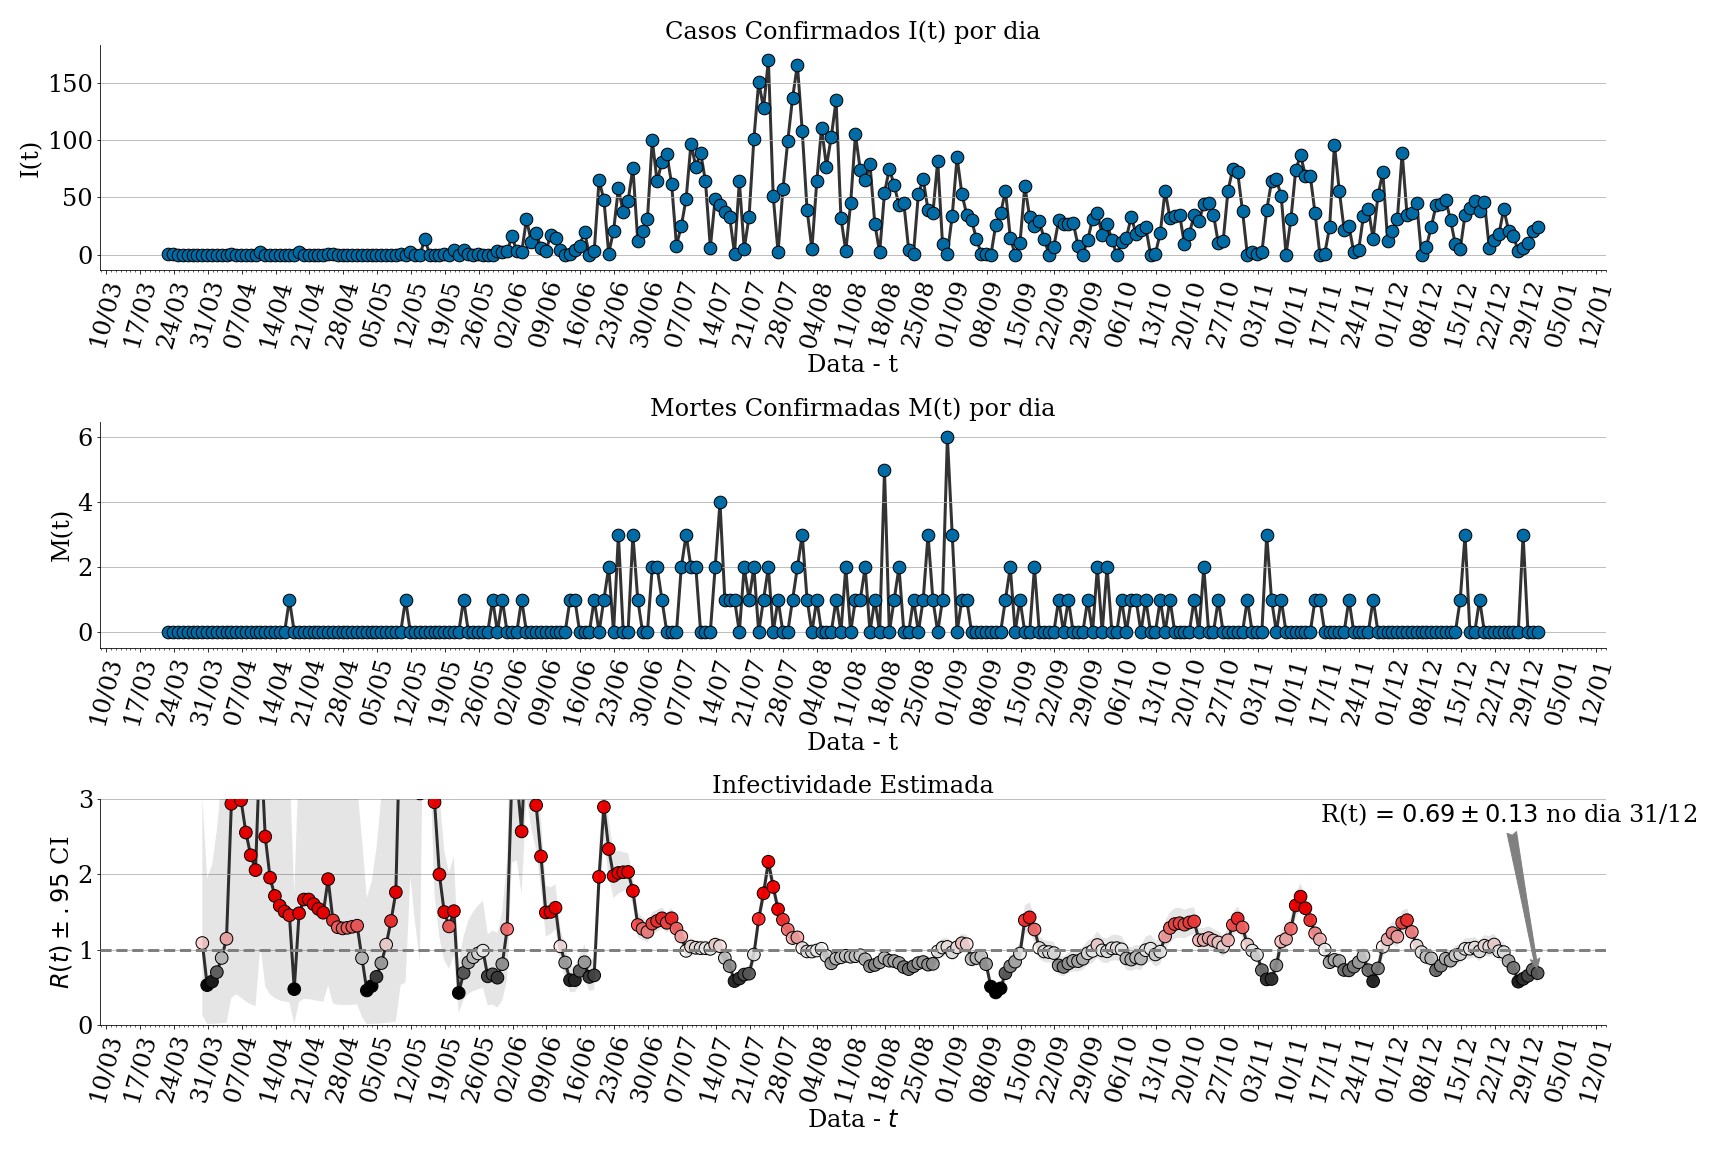 Casos Confirmados I(t) por dia
I(t)
150
100
50
0
10/03 17/03 24/03 31/03 07/04 14/04 21/04 28/04 05/05 12/05 19/05 26/05 02/06 09/06 16/06 23/06 30/06 07/07 14/07 21/07 28/07 04/08 11/08 18/08 25/08 01/09 08/09 15/09 22/09 29/09 06/10 13/10 20/10 27/10 03/11 10/11 17/11 24/11 01/12 08/12 15/12 22/12 29/12 05/01 12/01
Data - t
Mortes Confirmadas M(t) por dia
M(t)
6
4
2
0
10/03 17/03 24/03 31/03 07/04 14/04 21/04 28/04 05/05 12/05 19/05 26/05 02/06 09/06 16/06 23/06 30/06 07/07 14/07 21/07 28/07 04/08 11/08 18/08 25/08 01/09 08/09 15/09 22/09 29/09 06/10 13/10 20/10 27/10 03/11 10/11 17/11 24/11 01/12 08/12 15/12 22/12 29/12 05/01 12/01
Data - t
Infectividade Estimada
R(t) ± .95 CI
3
R(t) = 0.69 ± 0.13 no dia 31/12
2
1
0
10/03 17/03 24/03 31/03 07/04 14/04 21/04 28/04 05/05 12/05 19/05 26/05 02/06 09/06 16/06 23/06 30/06 07/07 14/07 21/07 28/07 04/08 11/08 18/08 25/08 01/09 08/09 15/09 22/09 29/09 06/10 13/10 20/10 27/10 03/11 10/11 17/11 24/11 01/12 08/12 15/12 22/12 29/12 05/01 12/01
Data - t